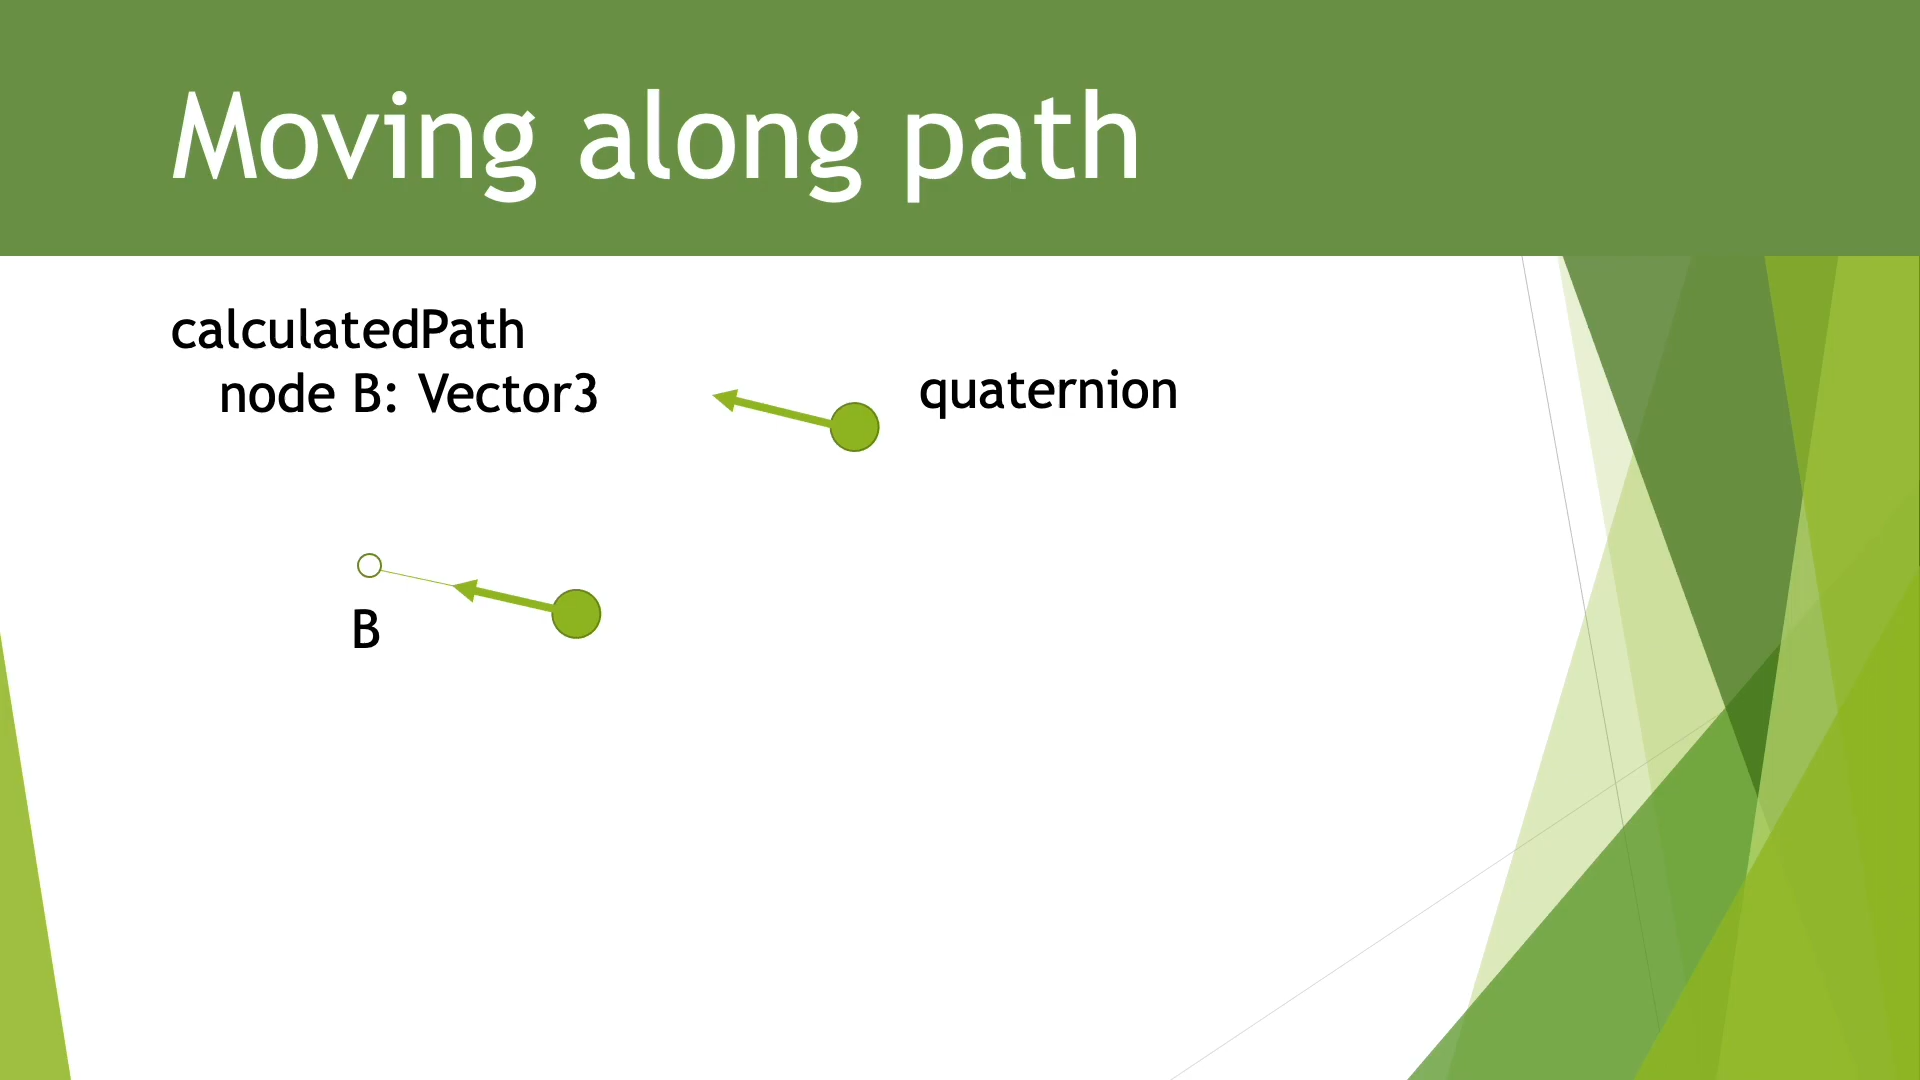 Moving along path
calculatedPath
node B: Vector3
quaternion
B